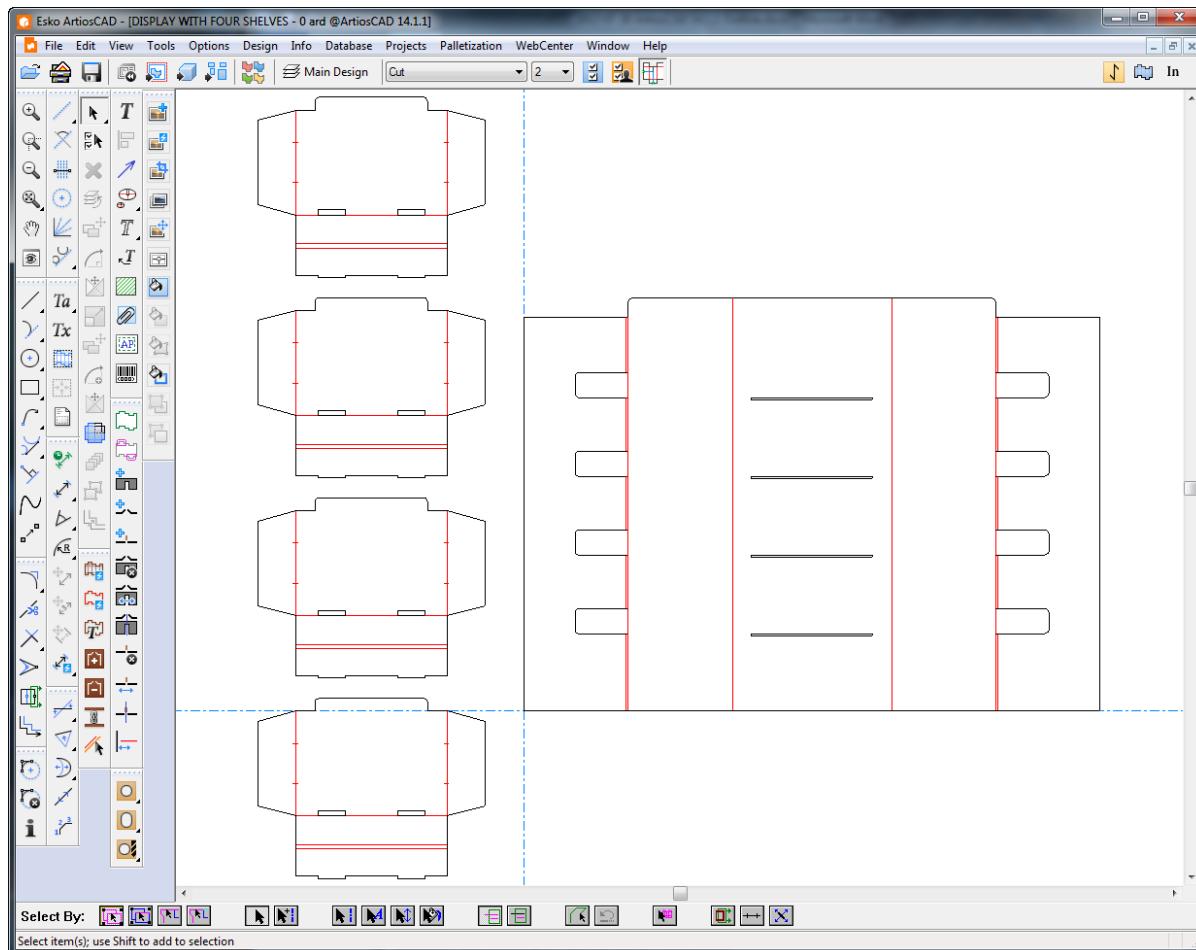 Esko ArtiosCAD - [DISPLAY WITH FOUR SHELVES - 0 ard @ArtiosCAD 14.1.1]
File Edit View Tools Options Design Info Database Projects Palletization WebCenter Window Help
Main Design Cut 2 In
T
T
T
Ta
Tx
AP
R
T
Select By:
Select item(s); use Shift to add to selection